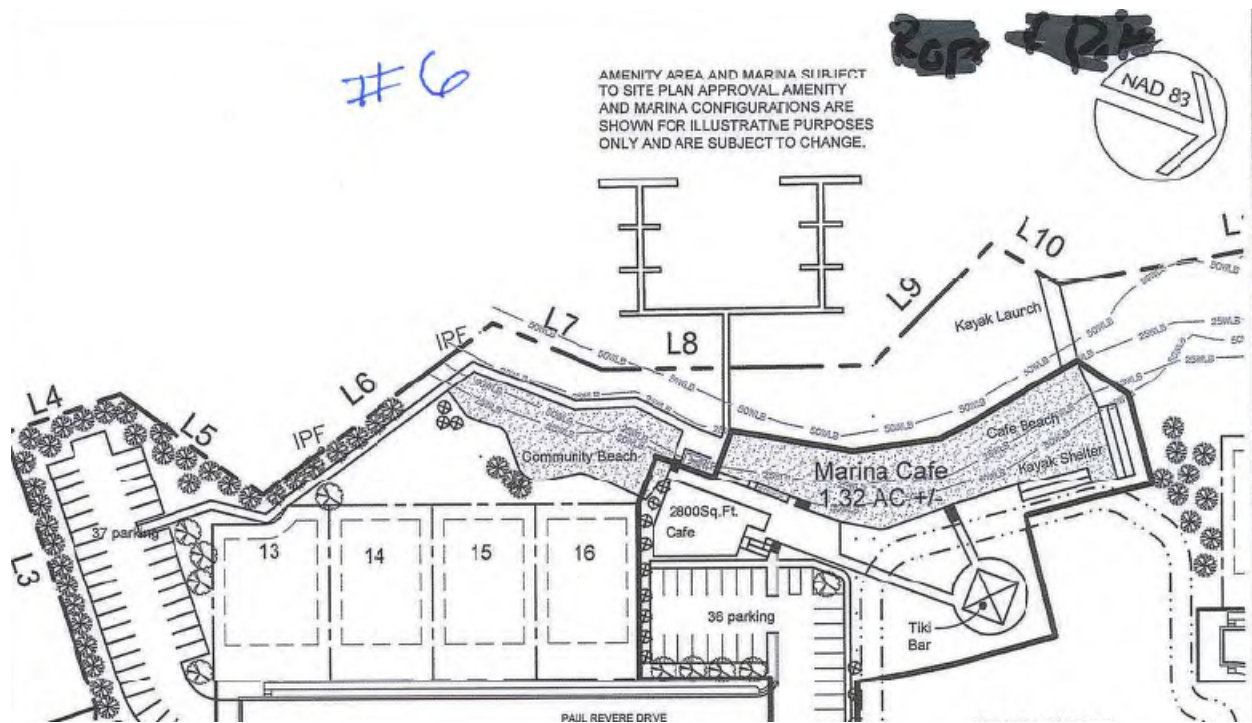 #6
AMENITY AREA AND MARINA SUBJECT
TO SITE PLAN APPROVAL. AMENITY
AND MARINA CONFIGURATIONS ARE
SHOWN FOR ILLUSTRATIVE PURPOSES
ONLY AND ARE SUBJECT TO CHANGE.
NAD 83
L10
L9
Kayak Launch
L7
L8
IPF
L6
L4
L5
IPF
50WLB
25WLB
Community Beach
Cafe Beach
Marina Cafe
1.32 AC +/-
Kayak Shelter
2800Sq.Ft.
Cafe
37 parking
13
14
15
16
L3
36 parking
Tiki
Bar
PAUL REVERE DRVE